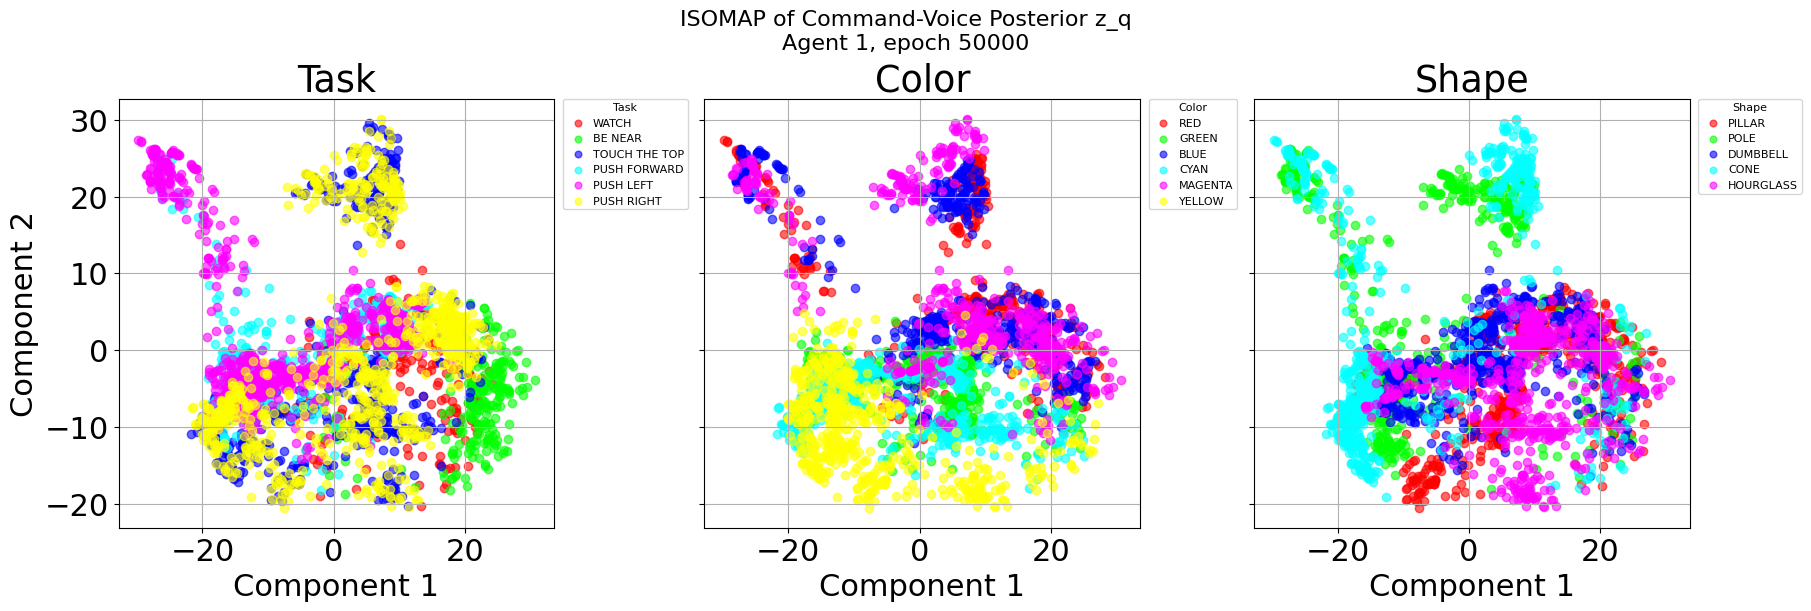 ISOMAP of Command-Voice Posterior z_q
Agent 1, epoch 50000
Task
Color
Shape
Task
WATCH
BE NEAR
TOUCH THE TOP
PUSH FORWARD
PUSH LEFT
PUSH RIGHT
Color
RED
GREEN
BLUE
CYAN
MAGENTA
YELLOW
Shape
PILLAR
POLE
DUMBBELL
CONE
HOURGLASS
Component 2
30
20
10
0
−10
−20
−20 0 20
−20 0 20
−20 0 20
Component 1
Component 1
Component 1